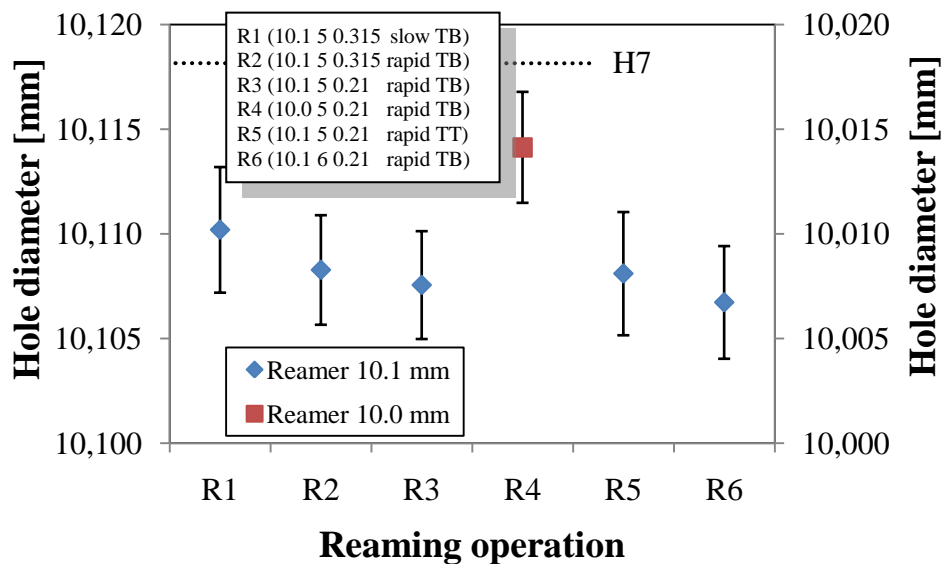 Hole diameter [mm]
10,120
10,115
10,110
10,105
10,100
R1 (10.1 5 0.315 slow TB)
R2 (10.1 5 0.315 rapid TB)
R3 (10.1 5 0.21 rapid TB)
R4 (10.0 5 0.21 rapid TB)
R5 (10.1 5 0.21 rapid TT)
R6 (10.1 6 0.21 rapid TB)
H7
Reamer 10.1 mm
Reamer 10.0 mm
10,020
10,015
10,010
10,005
10,000
Hole diameter [mm]
R1 R2 R3 R4 R5 R6
Reaming operation